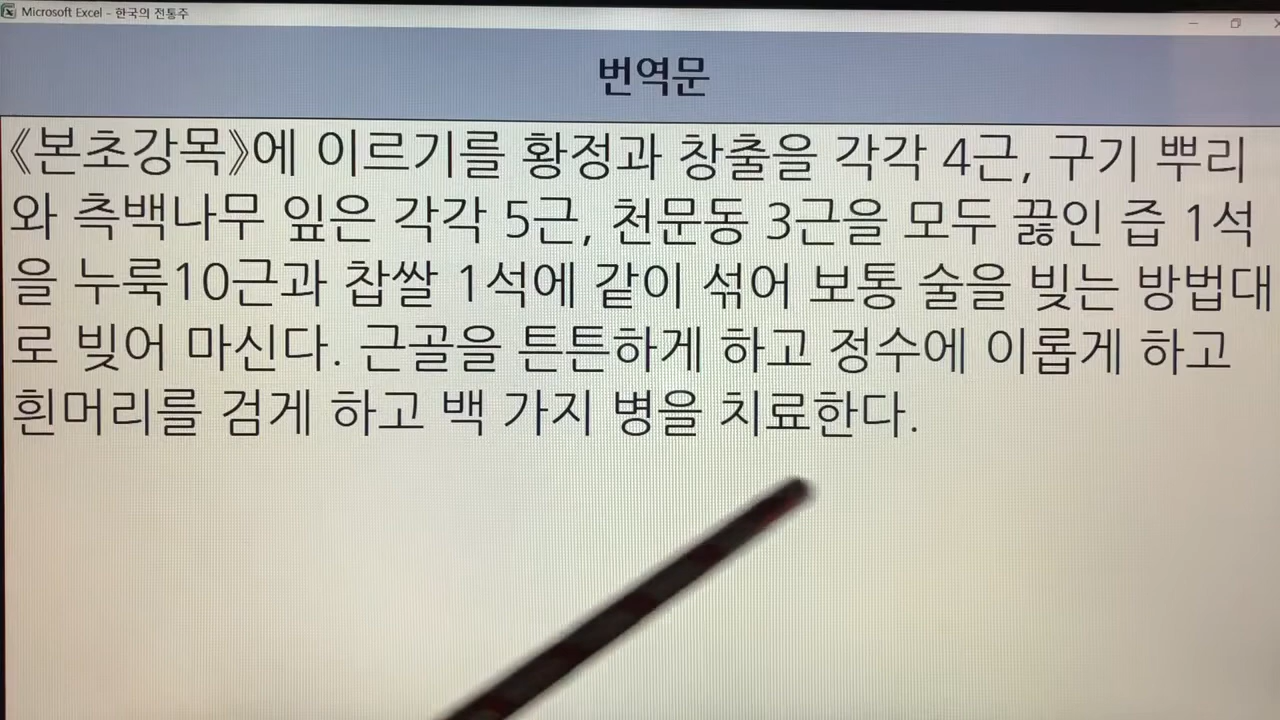 Microsoft Excel - 한국의 전통주
번역문
《본초강목》에 이르기를 황정과 창출을 각각 4근, 구기 뿌리
와 측백나무 잎은 각각 5근, 천문동 3근을 모두 끓인 즙 1석
을 누룩10근과 찹쌀 1석에 같이 섞어 보통 술을 빚는 방법대
로 빚어 마신다. 근골을 튼튼하게 하고 정수에 이롭게 하고
흰머리를 검게 하고 백 가지 병을 치료한다.